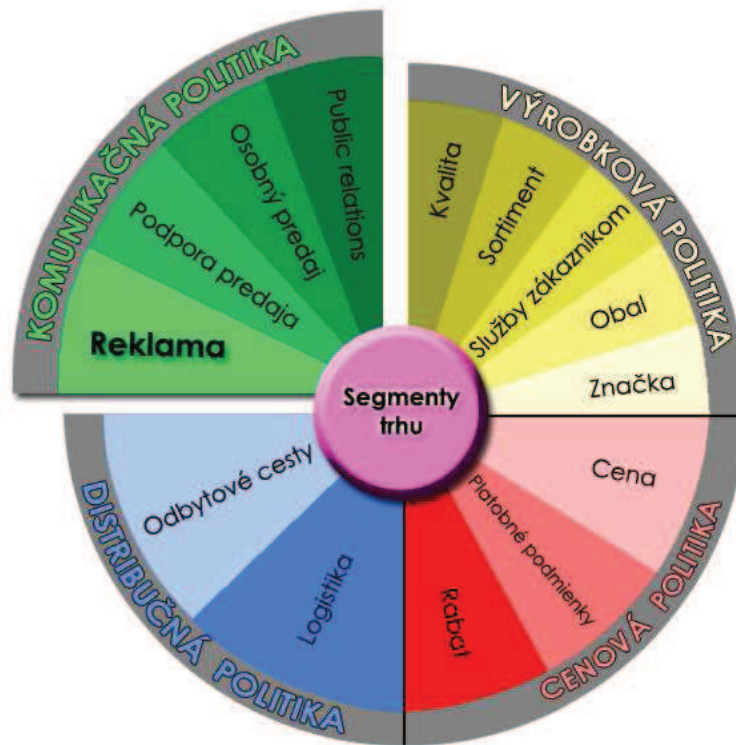 KOMUNIKAČNÁ POLITIKA
Public relations
Osobný predaj
Podpora predaja
Reklama
VÝROBKOVÁ POLITIKA
Kvalita
Sortiment
Služby zákazníkom
Obal
Značka
Segmenty
trhu
Odbytové cesty
Logistika
DISTRIBUČNÁ POLITIKA
Cena
Platobné podmienky
Rabat
CENOVÁ POLITIKA